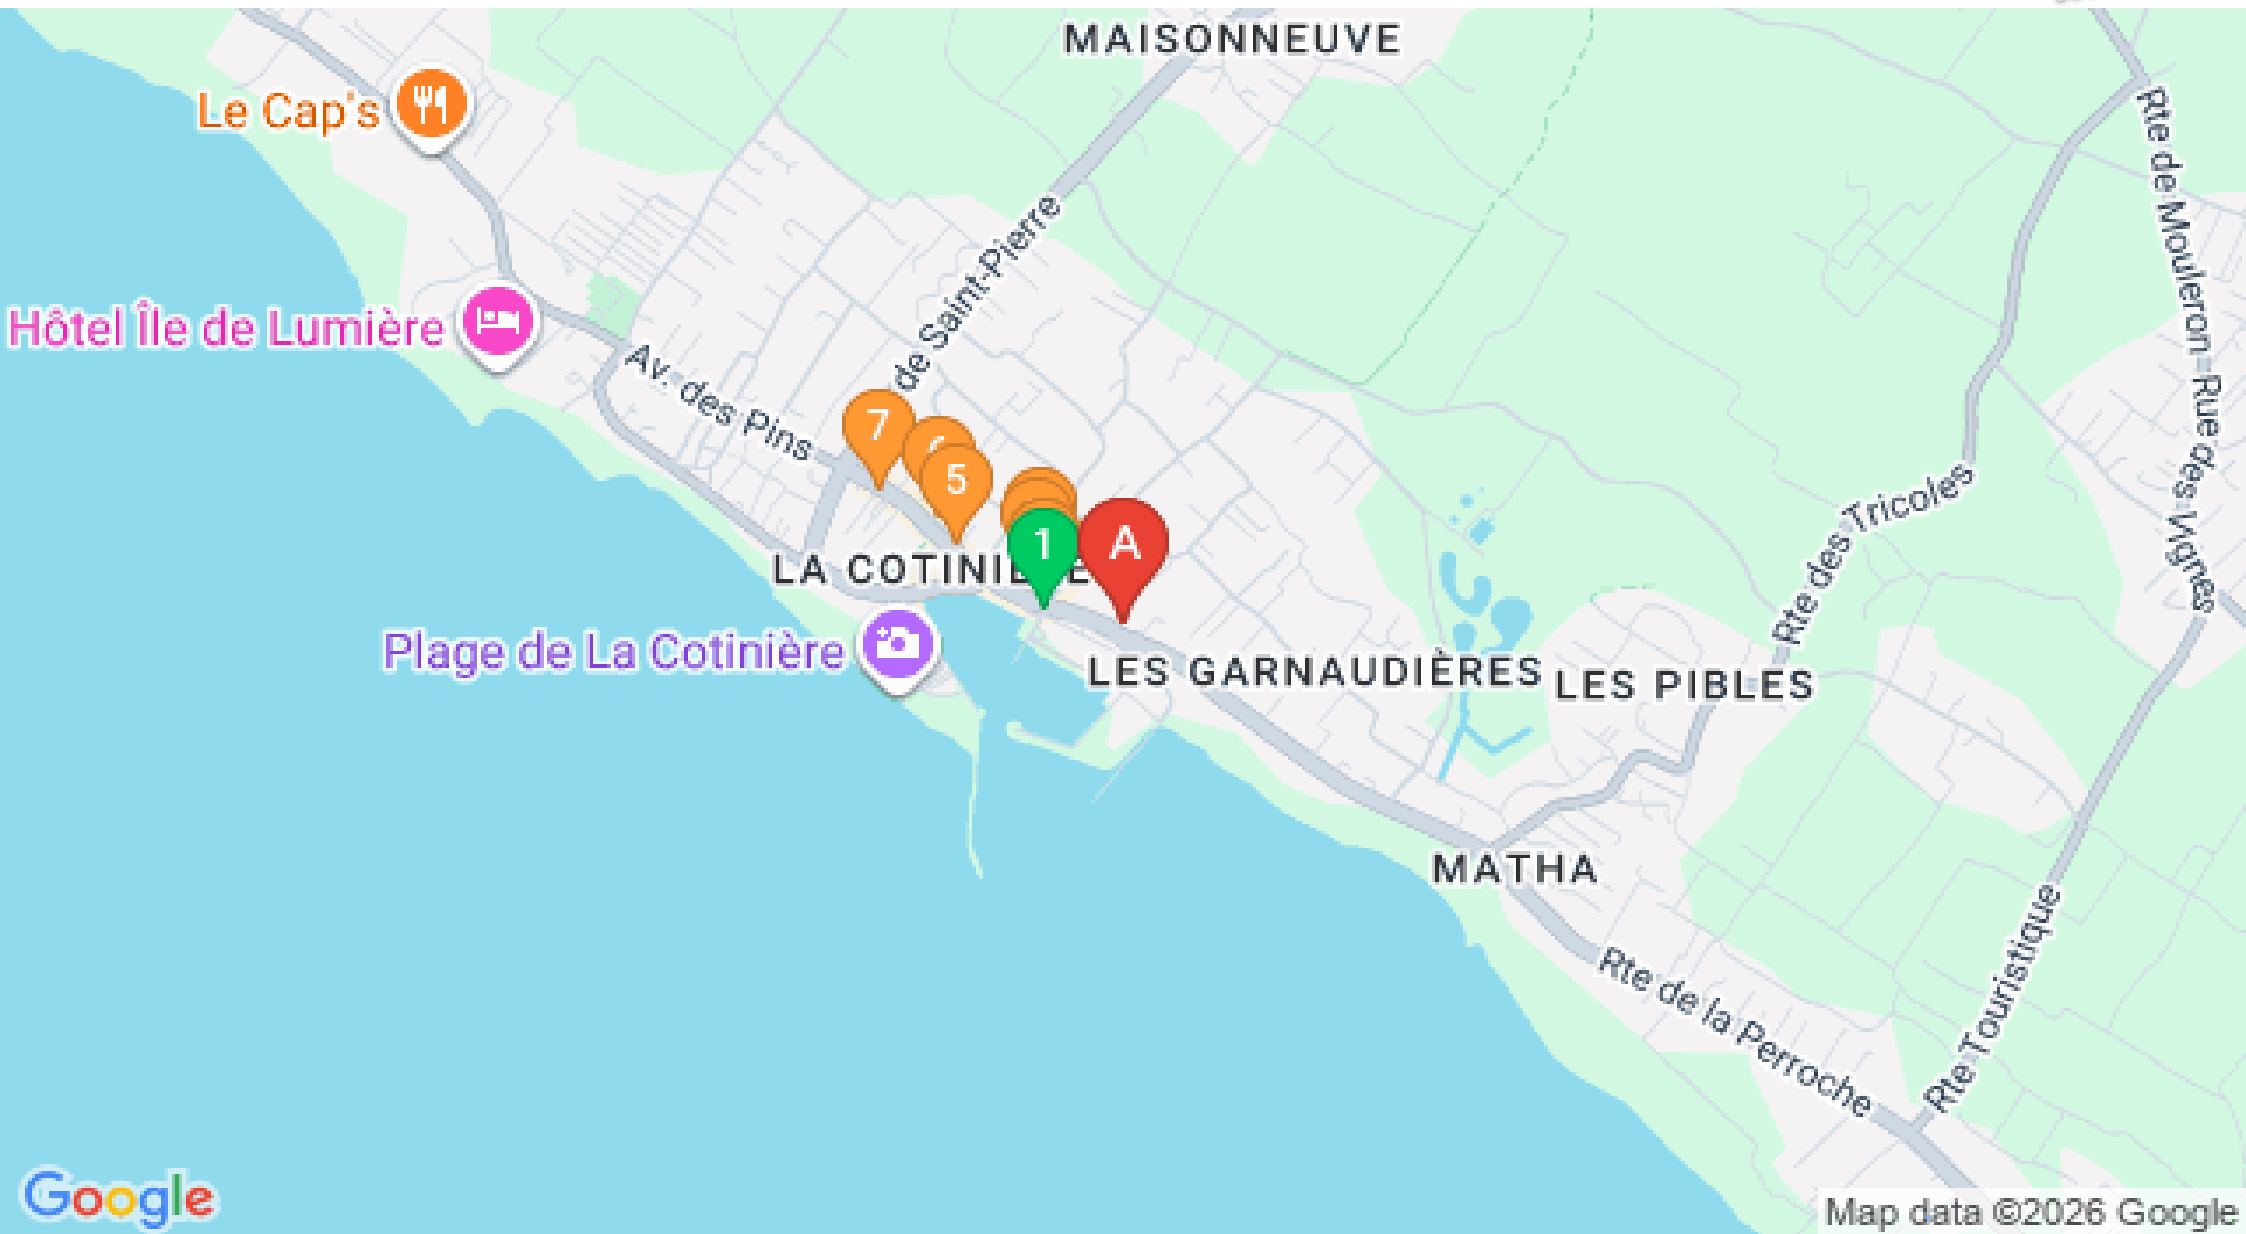 MAISONNEUVE
Le Cap's
Rte de Mouleron-Rue des Vignes
de Saint-Pierre
Hôtel Île de Lumière
Av. des Pins
7
5
1
A
LA COTINI
Rte des Tricoles
Plage de La Cotinière
LES GARNAUDIÈRES
LES PIBLES
MATHA
Rte de la Perroche
Rte Touristique
Google
Map data ©2026 Google